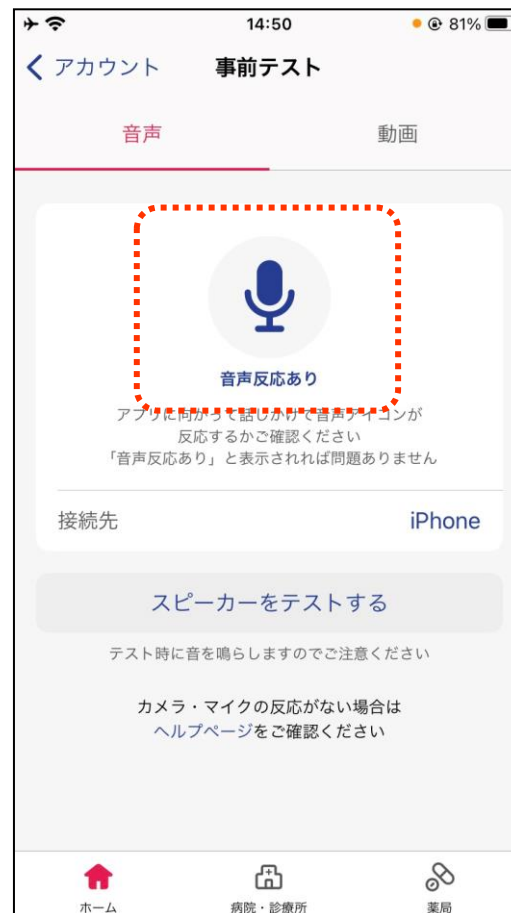 14:50
81%
アカウント
事前テスト
音声
動画
音声反応あり
アプリに向かって話しかけて音声アイコンが
反応するかご確認ください
「音声反応あり」と表示されれば問題ありません
接続先
iPhone
スピーカーをテストする
テスト時に音を鳴らしますのでご注意ください
カメラ・マイクの反応がない場合は
ヘルプページをご確認ください
ホーム
病院・診療所
薬局